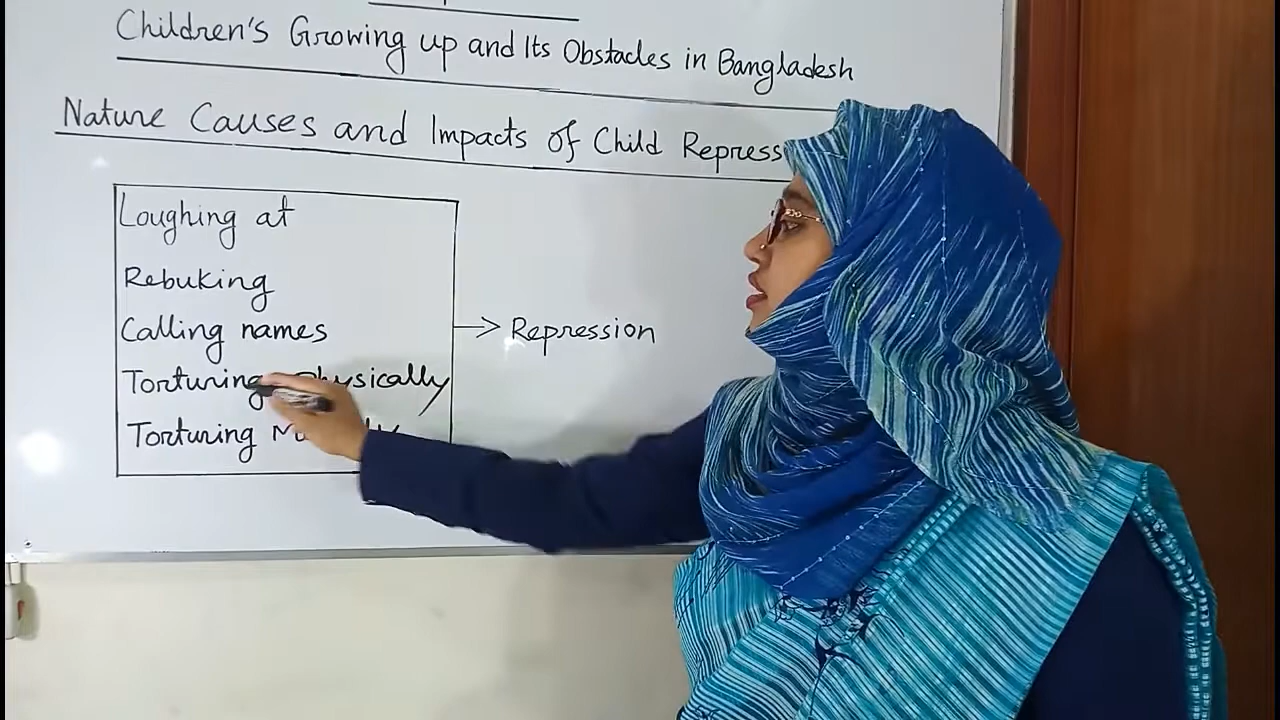 Children's Growing up and Its Obstacles in Bangladesh
Nature Causes and Impacts of Child
Loughing at
Rebuking
Calling names
Torturing Physically
Torturing
Repression